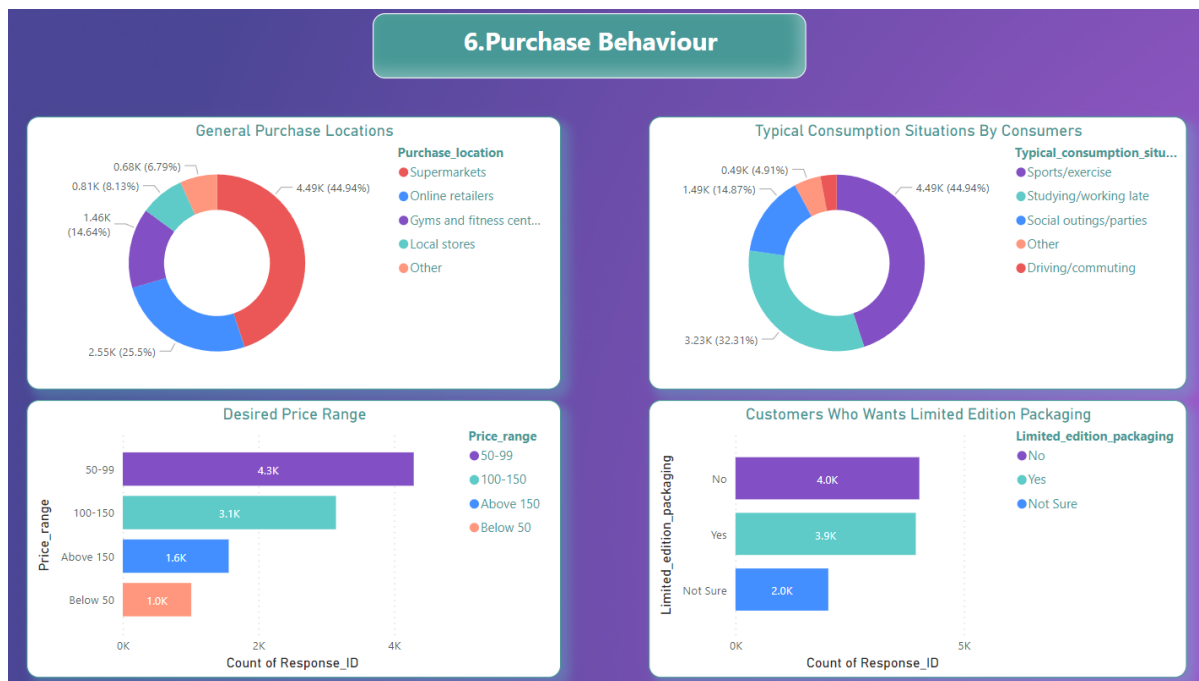 6.Purchase Behaviour
General Purchase Locations
0.68K (6.79%)
0.81K (8.13%)
1.46K
(14.64%)
2.55K (25.5%)
4.49K (44.94%)
Purchase_location
Supermarkets
Online retailers
Gyms and fitness cent...
Local stores
Other
Typical Consumption Situations By Consumers
0.49K (4.91%)
1.49K (14.87%)
3.23K (32.31%)
4.49K (44.94%)
Typical_consumption_situ...
Sports/exercise
Studying/working late
Social outings/parties
Other
Driving/commuting
Desired Price Range
Price_range
50-99
100-150
Above 150
Below 50
4.3K
3.1K
1.6K
1.0K
0K
2K
4K
Count of Response_ID
Price_range
50-99
100-150
Above 150
Below 50
Customers Who Wants Limited Edition Packaging
Limited_edition_packaging
No
Yes
Not Sure
4.0K
3.9K
2.0K
0K
5K
Count of Response_ID
Limited_edition_packaging
No
Yes
Not Sure